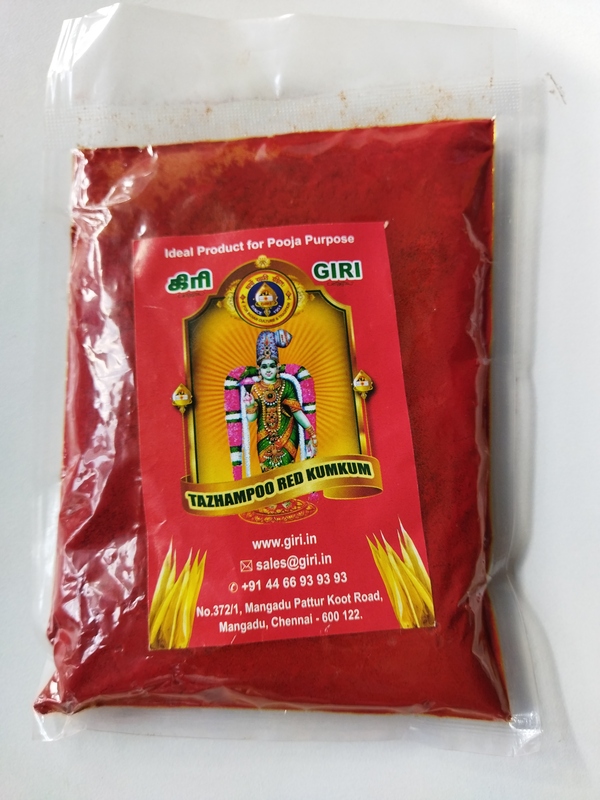 Ideal Product for Pooja Purpose
கிரி GIRI
TAZHAMPOO RED KUMKUM
www.giri.in
sales@giri.in
+91 44 66 93 93 93
No.372/1, Mangadu Pattur Koot Road,
Mangadu, Chennai - 600 122.